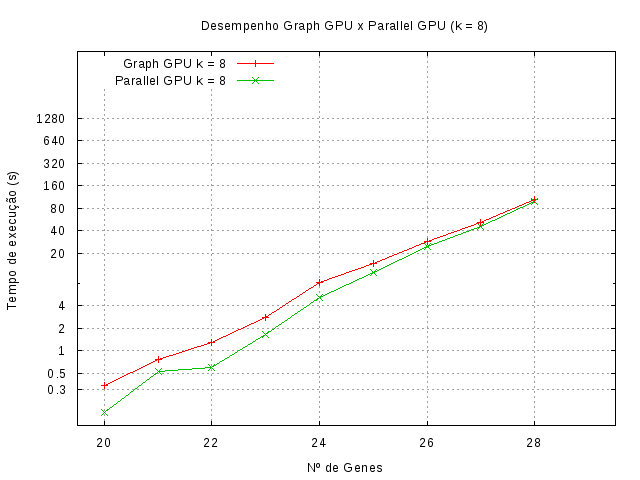 Desempenho Graph GPU x Parallel GPU (k = 8)
Graph GPU k = 8
Parallel GPU k = 8
Tempo de execução (s)
1280
640
320
160
80
40
20
4
2
1
0.5
0.3
20 22 24 26 28
Nº de Genes